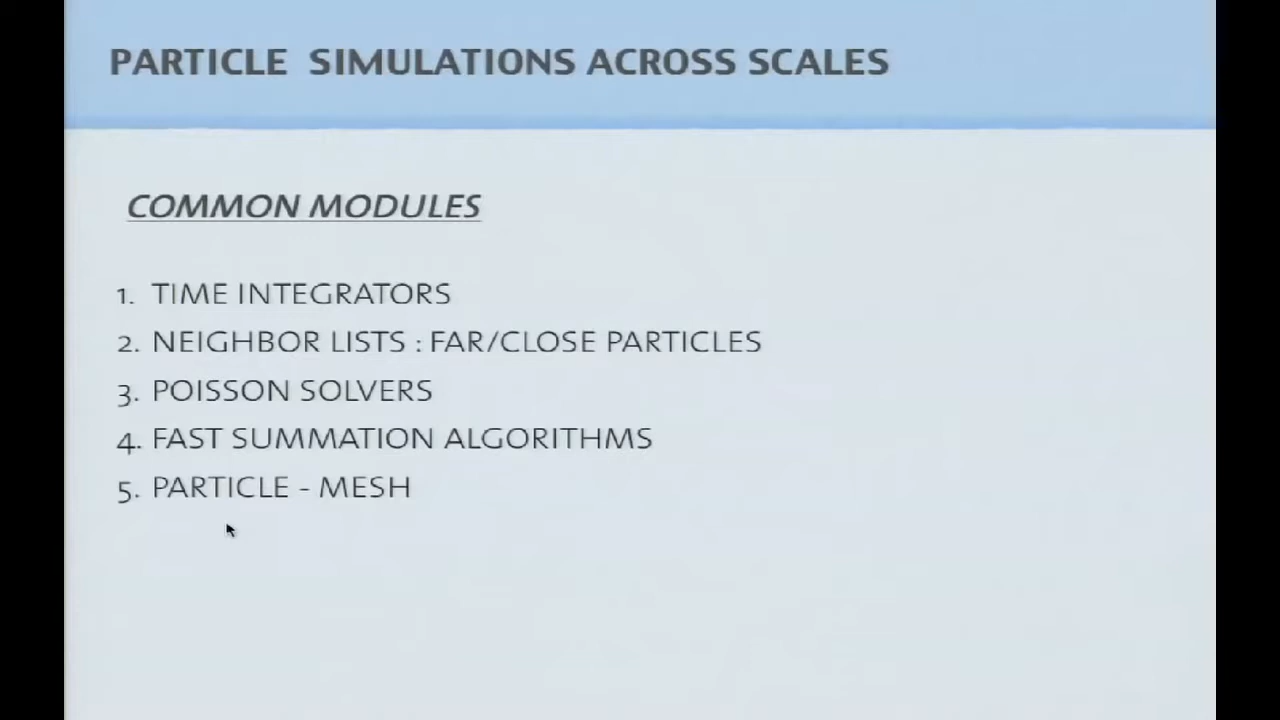 PARTICLE SIMULATIONS ACROSS SCALES
COMMON MODULES
1. TIME INTEGRATORS
2. NEIGHBOR LISTS : FAR/CLOSE PARTICLES
3. POISSON SOLVERS
4. FAST SUMMATION ALGORITHMS
5. PARTICLE - MESH